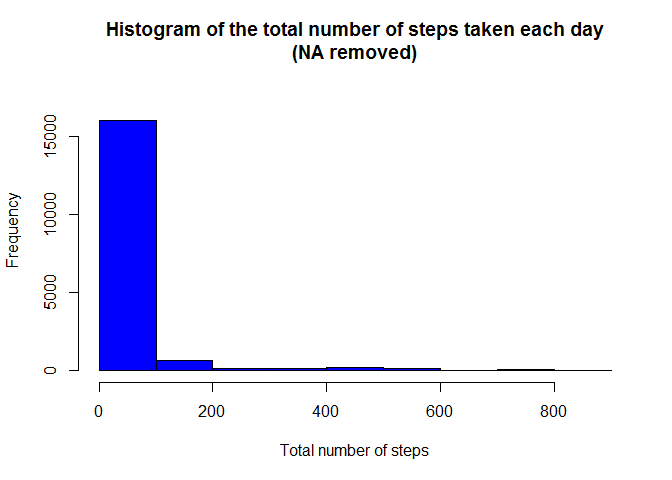 Histogram of the total number of steps taken each day
(NA removed)
15000
10000
5000
0
Frequency
0 200 400 600 800
Total number of steps